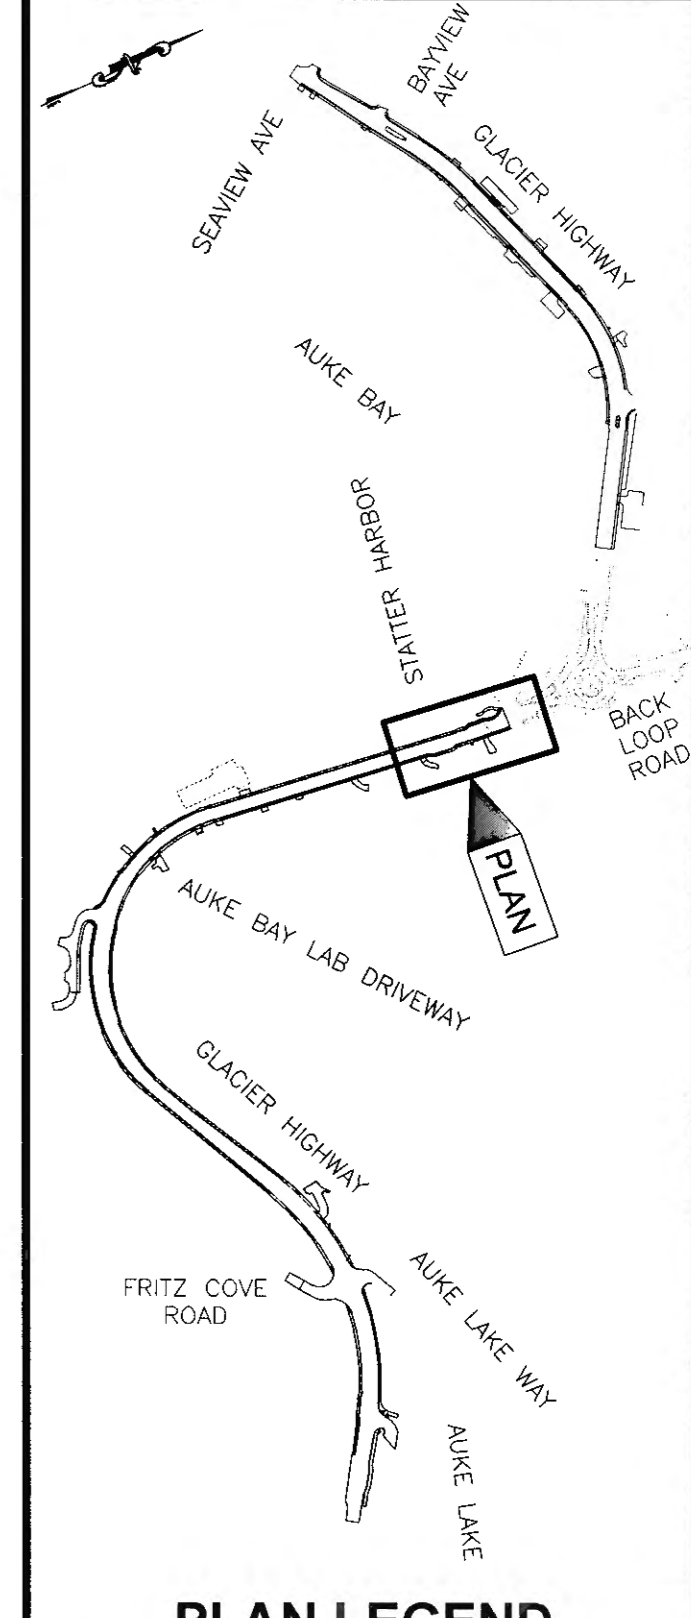 N
BAYVIEW
AVE
SEAVIEW AVE
GLACIER HIGHWAY
AUKE BAY
STATTER HARBOR
BACK
LOOP
ROAD
PLAN
AUKE BAY LAB DRIVEWAY
GLACIER HIGHWAY
FRITZ COVE
ROAD
AUKE LAKE WAY
AUKE LAKE
PLAN LEGEND